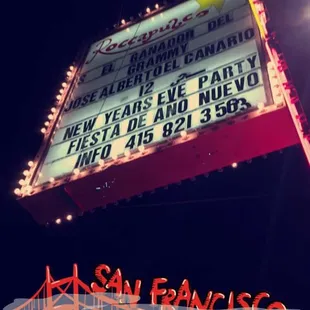 Roccapulco
EL GANADOR DEL
GRAMMY
JOSE ALBERTO EL CANARIO
12
NEW YEARS EVE PARTY
FIESTA DE AÑO NUEVO
INFO 415 821 3563
SAN FRANCISCO